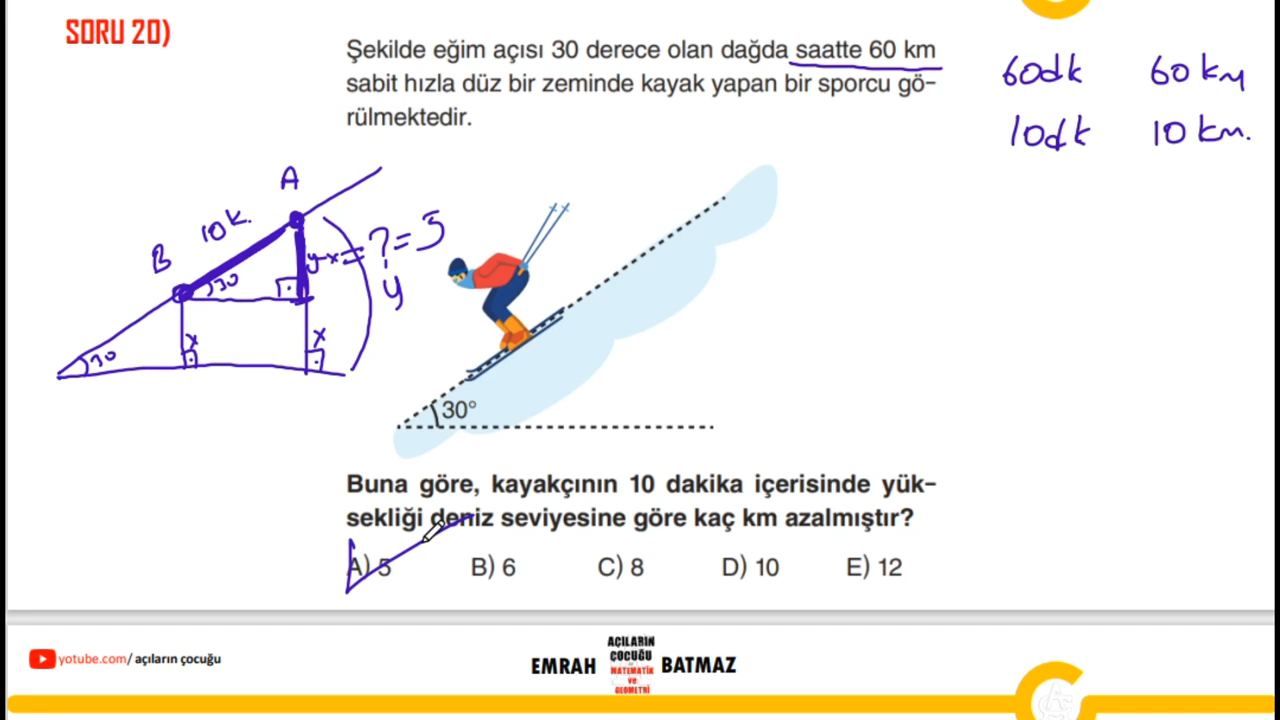 SORU 20)
Şekilde eğim açısı 30 derece olan dağda saatte 60 km
sabit hızla düz bir zeminde kayak yapan bir sporcu gö-
rülmektedir.
60dk 60 km
10dk 10 km.
A
B
10k.
30
y-x=?=5
y
x
x
30
30°
Buna göre, kayakçının 10 dakika içerisinde yük-
sekliği deniz seviyesine göre kaç km azalmıştır?
A) 5 B) 6 C) 8 D) 10 E) 12
yotube.com/ açıların çocuğu
EMRAH
AÇILARIN
ÇOCUĞU
MATEMATİK
ve
GEOMETRİ
BATMAZ